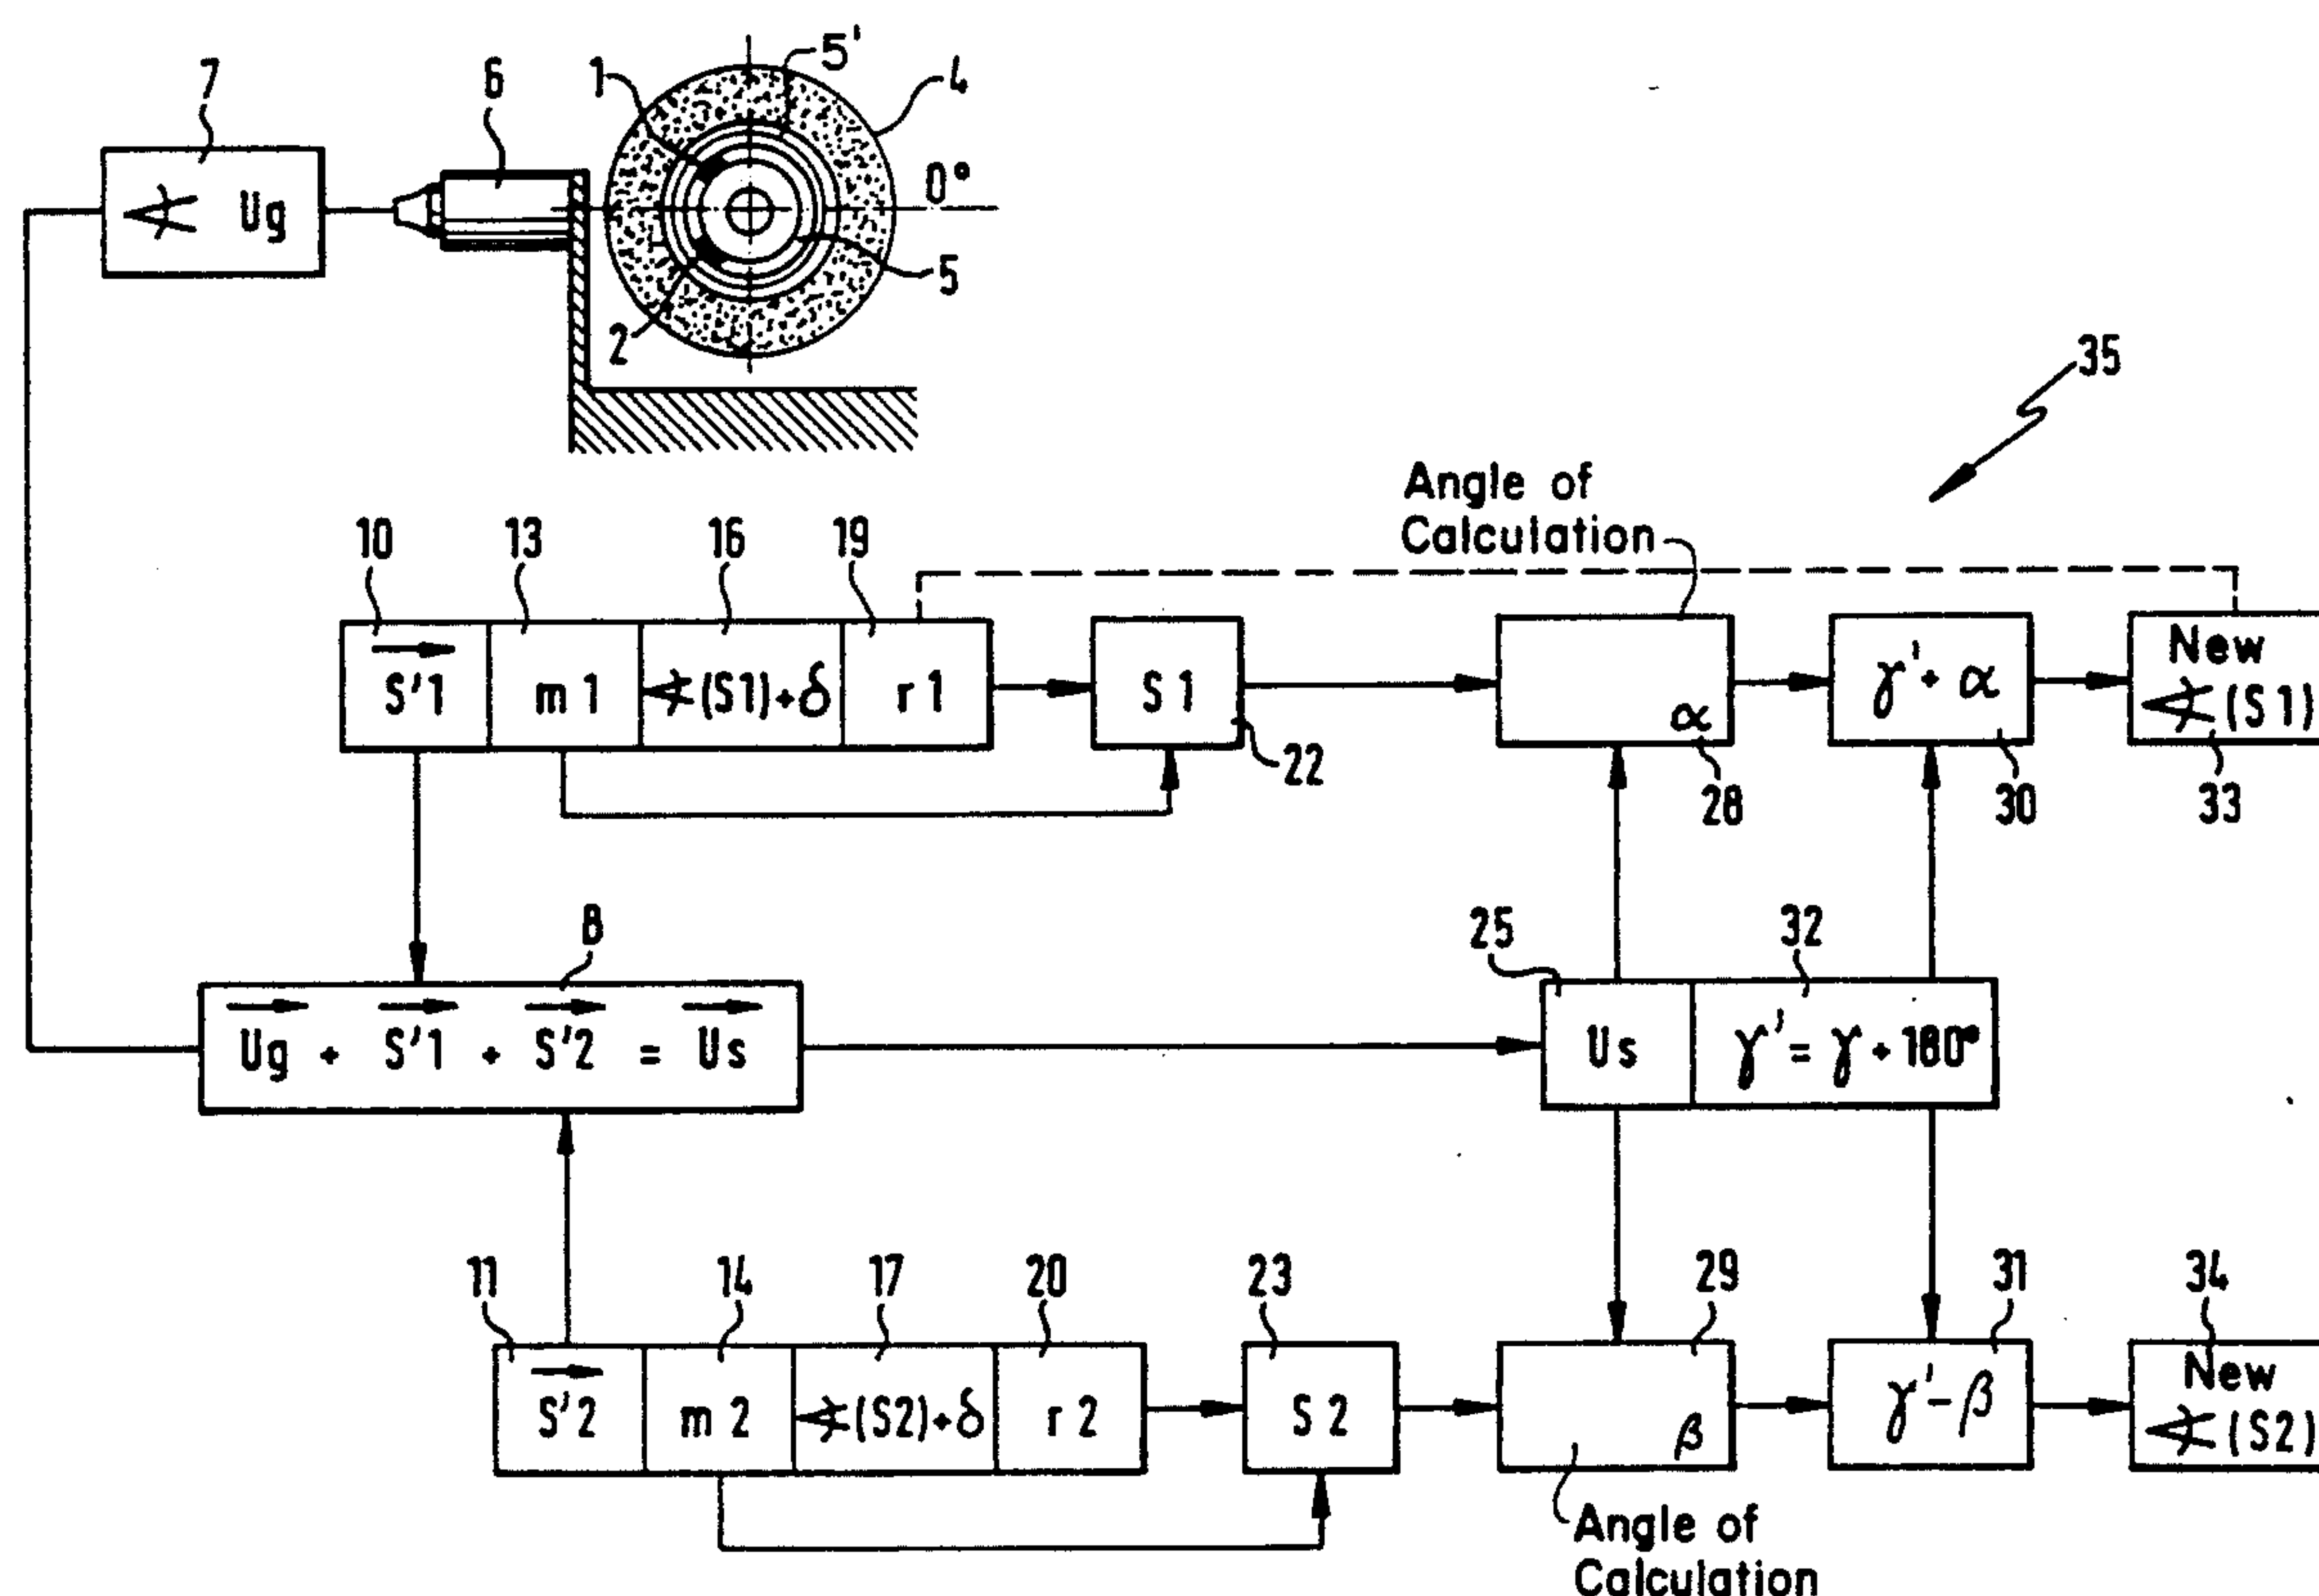 7
6
1
5'
4
∢ Ug
0°
5
2
35
Angle of
Calculation
10
13
16
19
S'1
m 1
∢(S1)+δ
r 1
S 1
α
γ' + α
New
∢(S1)
22
28
30
33
8
25
32
Ug + S'1 + S'2 = Us
Us
γ' = γ + 180°
11
14
17
20
23
29
31
34
S'2
m 2
∢(S2)+δ
r 2
S 2
β
γ' - β
New
∢(S2)
Angle of
Calculation